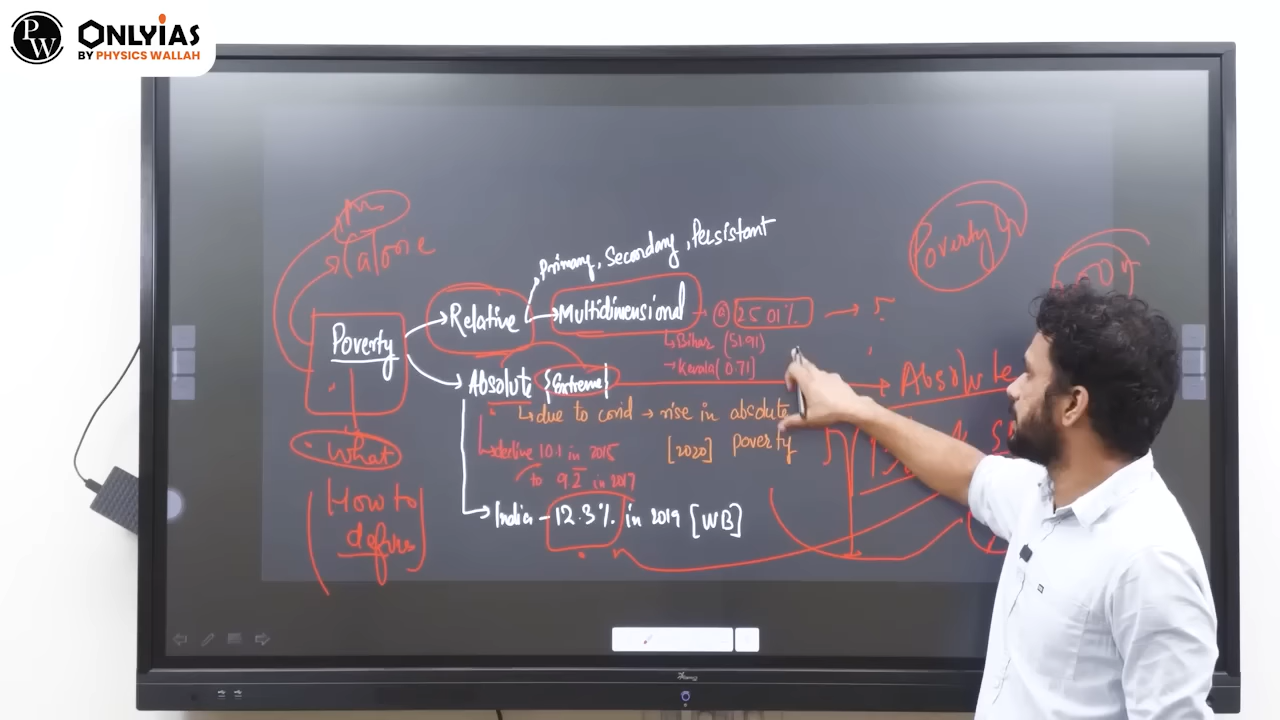 PW
ONLYIAS
BY PHYSICS WALLAH
Calorie
Poverty
Primary, Secondary, Persistant
Relative
Multidimensional
@ 25.01%
Bihar (51.91)
Kerala (0.71)
Poverty
Absolute {Extreme}
Absolute
due to covid → rise in absolute
[2020] poverty
decline 10.1 in 2015
to 9.2 in 2017
India - 12.3% in 2019 [WB]
What
How to
define